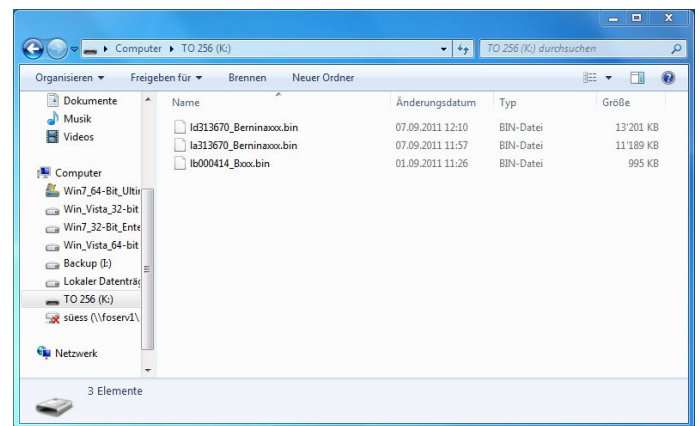 Computer ▸ TO 256 (K:)
TO 256 (K:) durchsuchen
Organisieren Freigeben für Brennen Neuer Ordner
Dokumente
Musik
Videos
Computer
Win7_64-Bit_Ultir
Win_Vista_32-bit
Win7_32-Bit_Ente
Win_Vista_64-bit
Backup (I:)
Lokaler Datenträg
TO 256 (K:)
süess (\\foserv1\
Netzwerk
Name Änderungsdatum Typ Größe
ld313670_Berninaxxx.bin 07.09.2011 12:10 BIN-Datei 13'201 KB
la313670_Berninaxxx.bin 07.09.2011 11:57 BIN-Datei 11'189 KB
lb000414_Bxxx.bin 01.09.2011 11:26 BIN-Datei 995 KB
3 Elemente